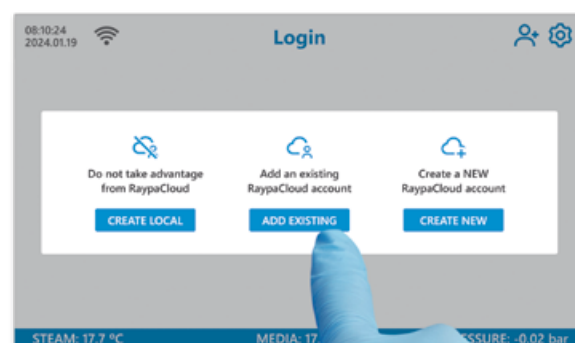 08:10:24
2024.01.19
Login
Do not take advantage
from RaypaCloud
CREATE LOCAL
Add an existing
RaypaCloud account
ADD EXISTING
Create a NEW
RaypaCloud account
CREATE NEW
STEAM: 17.7 ºC
MEDIA: 17
SSURE: -0.02 bar